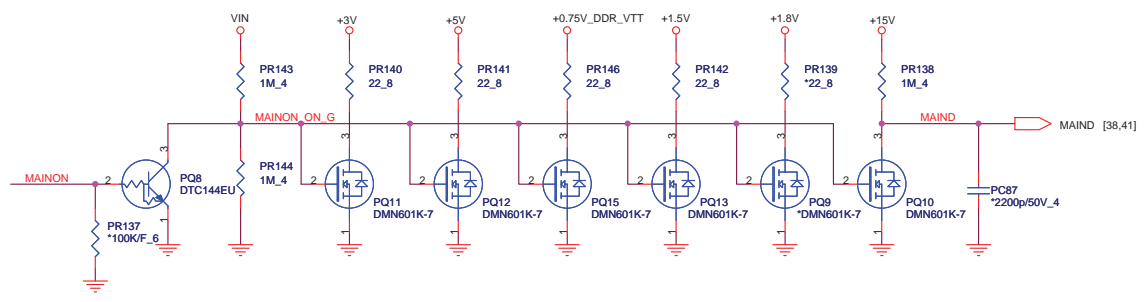 VIN +3V +5V +0.75V_DDR_VTT +1.5V +1.8V +15V
PR143 PR140 PR141 PR146 PR142 PR139 PR138
1M_4 22_8 22_8 22_8 22_8 *22_8 1M_4
MAINON_ON_G MAIND MAIND [38,41]
3 3 3 3 3 3 3
MAINON 2 PQ8 PR144 2 2 2 2 2 2 PC87
DTC144EU 1M_4 PQ11 PQ12 PQ15 PQ13 PQ9 PQ10 *2200p/50V_4
DMN601K-7 DMN601K-7 DMN601K-7 DMN601K-7 *DMN601K-7 DMN601K-7
1 1 1 1 1 1 1
PR137
*100K/F_6